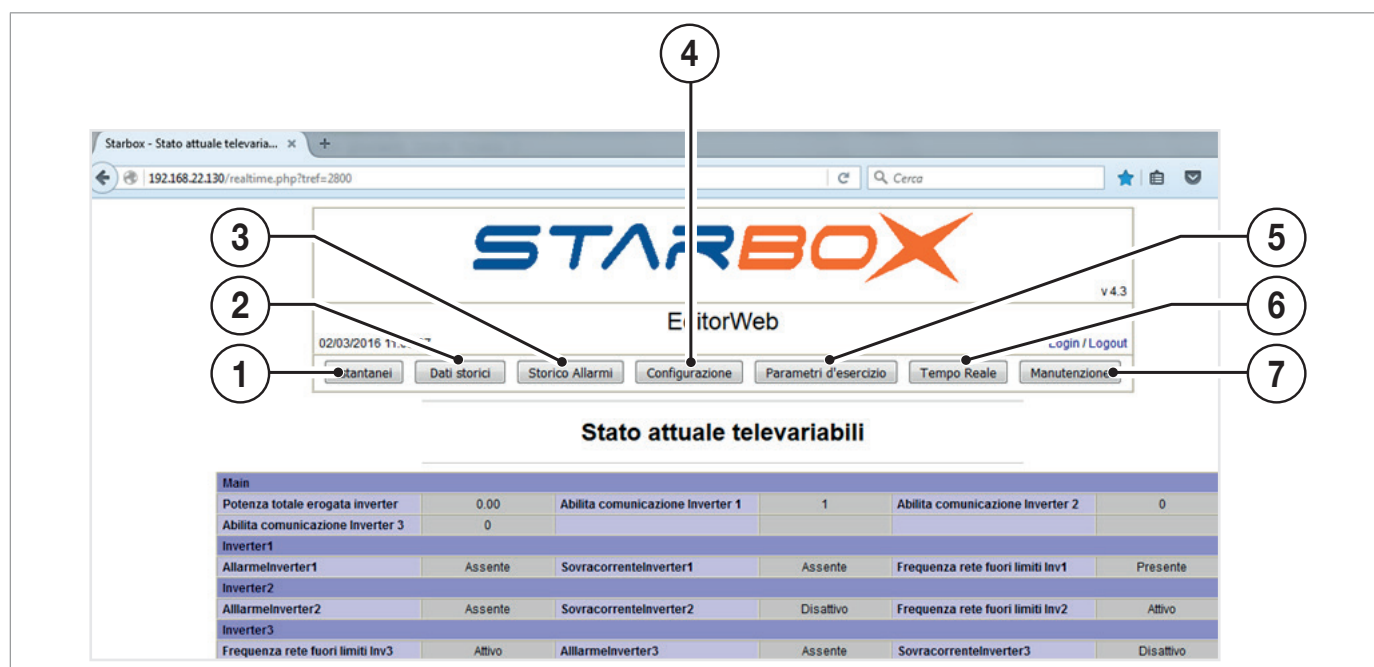 4
Starbox - Stato attuale televaria... × +
192.168.22.130/realtime.php?tref=2800 Cerca
3 5
STARBOX
v 4.3
2 6
EditorWeb
02/03/2016 Login / Logout
1 7
Istantanei Dati storici Storico Allarmi Configurazione Parametri d'esercizio Tempo Reale Manutenzione
Stato attuale televariabili
Main
Potenza totale erogata inverter 0.00 Abilita comunicazione Inverter 1 1 Abilita comunicazione Inverter 2 0
Abilita comunicazione Inverter 3 0
Inverter1
AllarmeInverter1 Assente SovracorrenteInverter1 Assente Frequenza rete fuori limiti Inv1 Presente
Inverter2
AlllarmeInverter2 Assente SovracorrenteInverter2 Disattivo Frequenza rete fuori limiti Inv2 Attivo
Inverter3
Frequenza rete fuori limiti Inv3 Attivo AlllarmeInverter3 Assente SovracorrenteInverter3 Disattivo